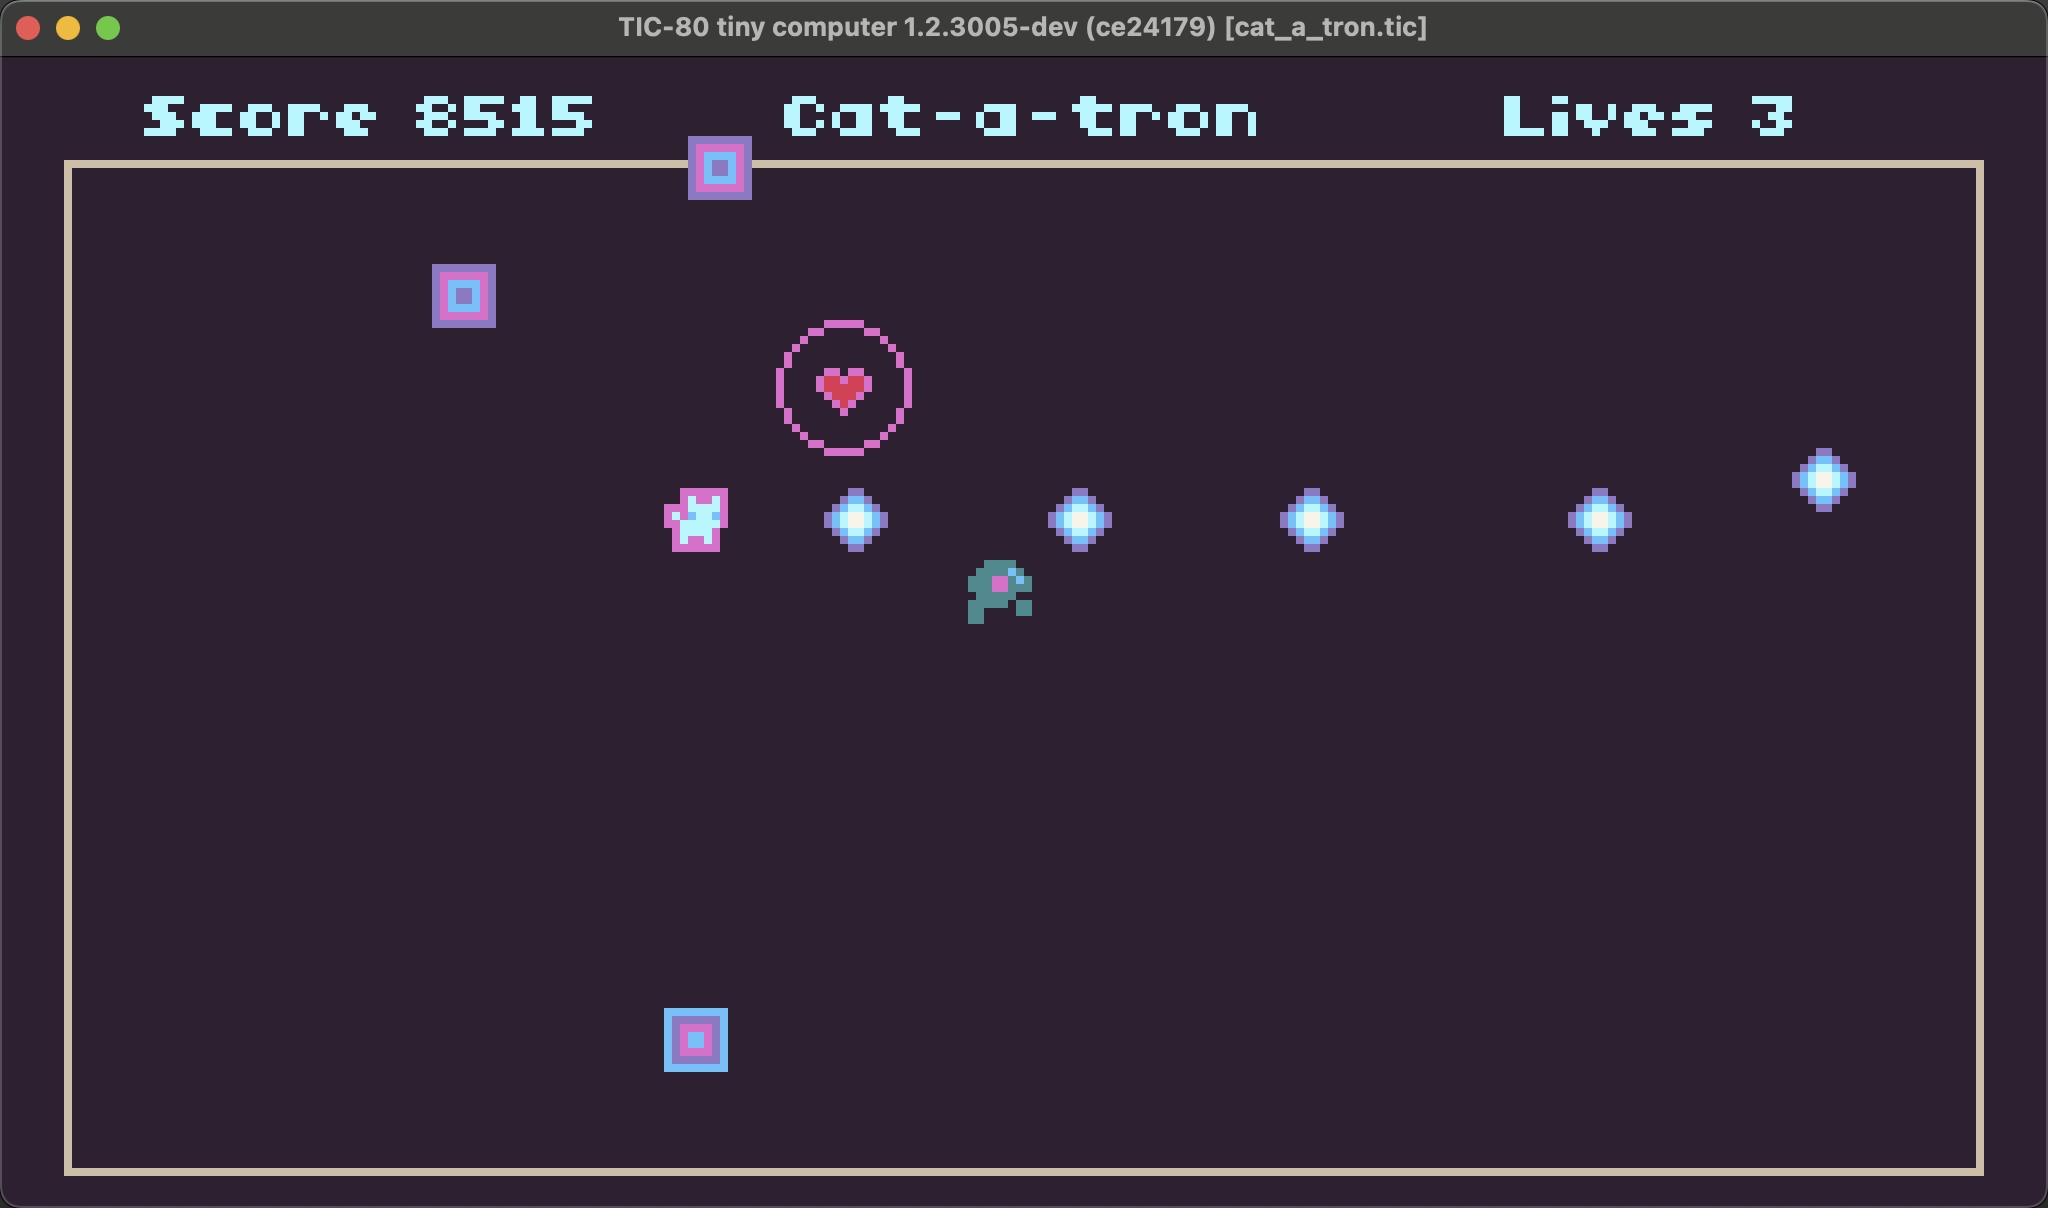 TIC-80 tiny computer 1.2.3005-dev (ce24179) [cat_a_tron.tic]
Score 8515 Cat-a-tron Lives 3